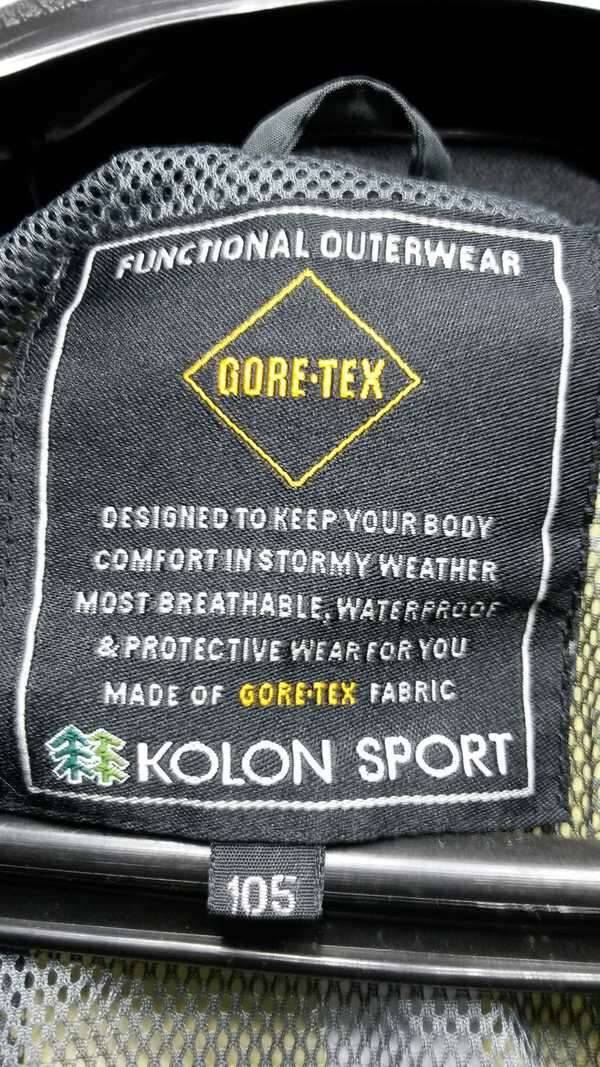 FUNCTIONAL OUTERWEAR
GORE-TEX
DESIGNED TO KEEP YOUR BODY
COMFORT IN STORMY WEATHER
MOST BREATHABLE, WATERPROOF
& PROTECTIVE WEAR FOR YOU
MADE OF GORE-TEX FABRIC
KOLON SPORT
105